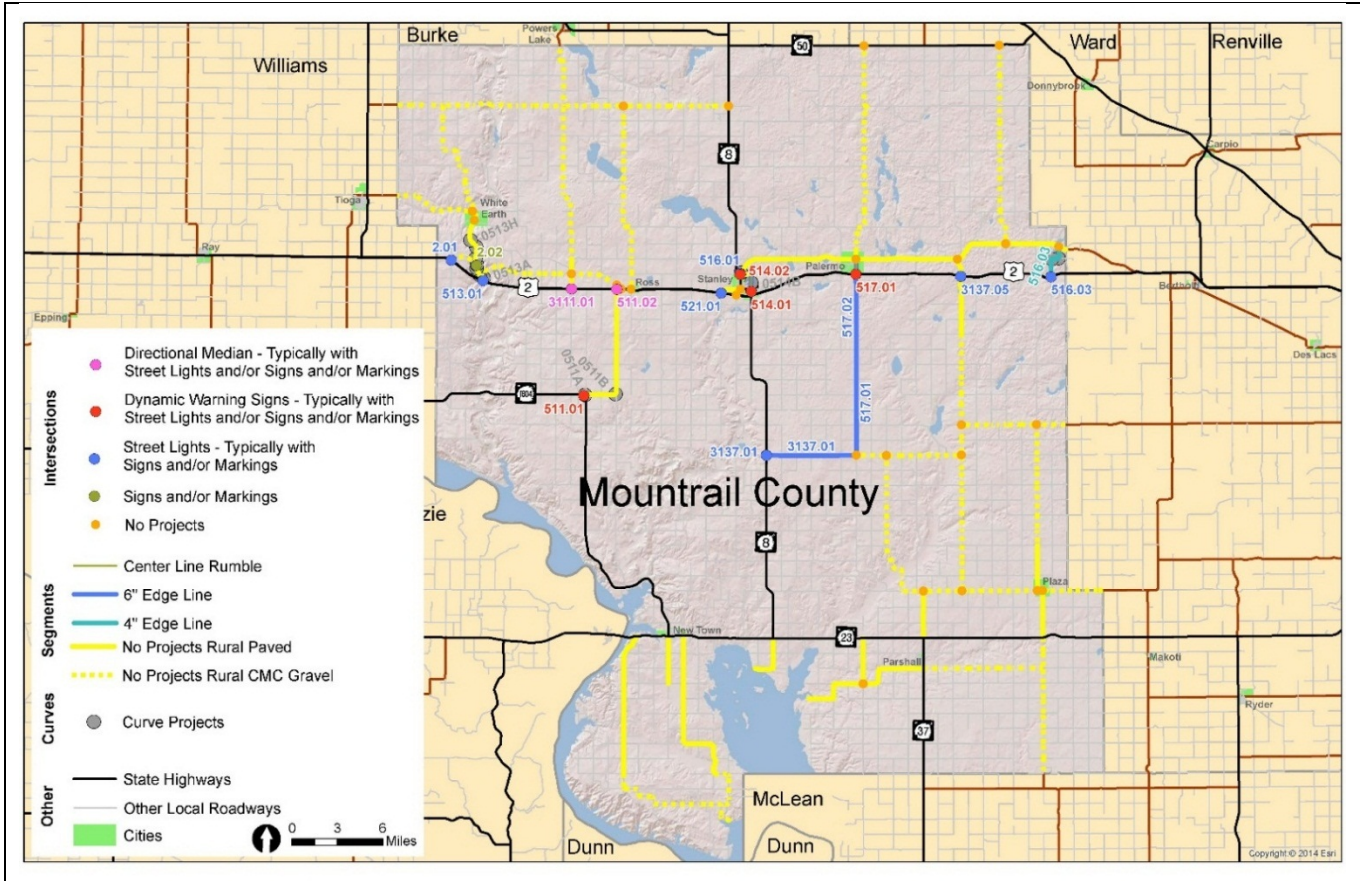 Burke
Powers
Lake
50
Ward
Renville
Williams
Donnybrook
8
Carpio
Tioga
White
Earth
0513H
2.02
516.03
Ray
2.01
0513A
516.01
514.02
Palermo
513.01
2
3111.01
511.02
Ross
Stanley
0514B
521.01
514.01
517.01
3137.05
2
516.03
Berthold
Epping
517.02
Des Lacs
0511A
0511B
1804
511.01
517.01
3137.01
3137.01
Mountrail County
zie
8
Plaza
New Town
23
Parshall
Makoti
Ryder
37
McLean
Dunn
Dunn
Intersections
Directional Median - Typically with
Street Lights and/or Signs and/or Markings
Dynamic Warning Signs - Typically with
Street Lights and/or Signs and/or Markings
Street Lights - Typically with
Signs and/or Markings
Signs and/or Markings
No Projects
Segments
Center Line Rumble
6" Edge Line
4" Edge Line
No Projects Rural Paved
No Projects Rural CMC Gravel
Curves
Curve Projects
Other
State Highways
Other Local Roadways
Cities
0 3 6
Miles
Copyright © 2014 Esri